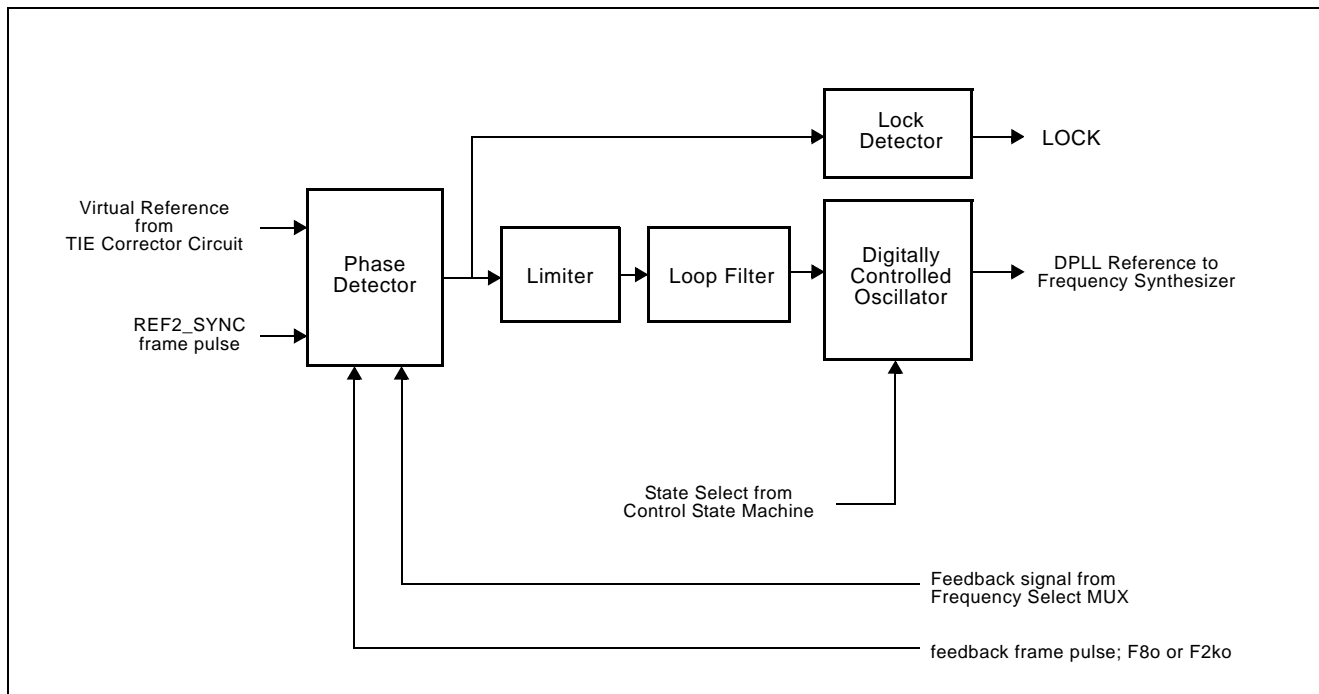 Lock
Detector
LOCK
Virtual Reference
from
TIE Corrector Circuit
Phase
Detector
Limiter
Loop Filter
Digitally
Controlled
Oscillator
DPLL Reference to
Frequency Synthesizer
REF2_SYNC
frame pulse
State Select from
Control State Machine
Feedback signal from
Frequency Select MUX
feedback frame pulse; F8o or F2ko